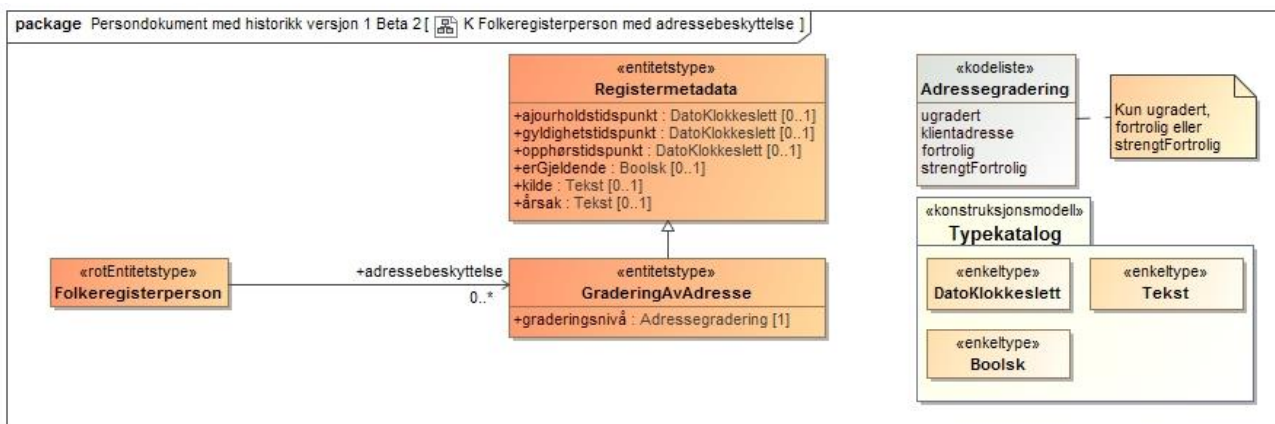 package Persondokument med historikk versjon 1 Beta 2 [ K Folkeregisterperson med adressebeskyttelse ]
«entitetstype»
Registermetadata
+ajourholdstidspunkt : DatoKlokkeslett [0..1]
+gyldighetstidspunkt : DatoKlokkeslett [0..1]
+opphørstidspunkt : DatoKlokkeslett [0..1]
+erGjeldende : Boolsk [0..1]
+kilde : Tekst [0..1]
+årsak : Tekst [0..1]
«kodeliste»
Adressegradering
ugradert
klientadresse
fortrolig
strengtFortrolig
Kun ugradert,
fortrolig eller
strengtFortrolig
«rotEntitetstype»
Folkeregisterperson
+adressebeskyttelse
0..*
«entitetstype»
GraderingAvAdresse
+graderingsnivå : Adressegradering [1]
«konstruksjonsmodell»
Typekatalog
«enkeltype»
DatoKlokkeslett
«enkeltype»
Tekst
«enkeltype»
Boolsk